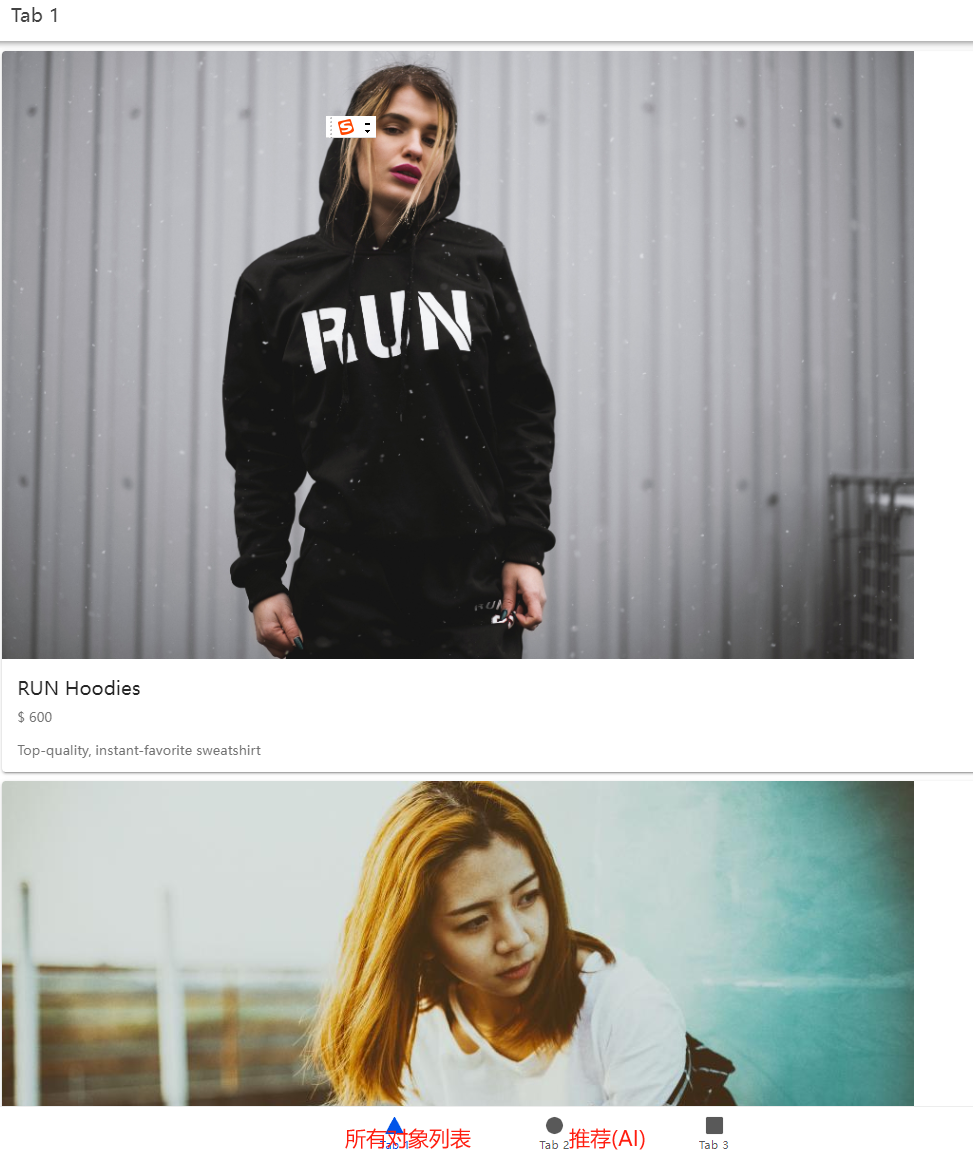 Tab 1
RUN
RUN
RUN Hoodies
$ 600
Top-quality, instant-favorite sweatshirt
所有对象列表
Tab 1
Tab 2
推荐(AI)
Tab 3